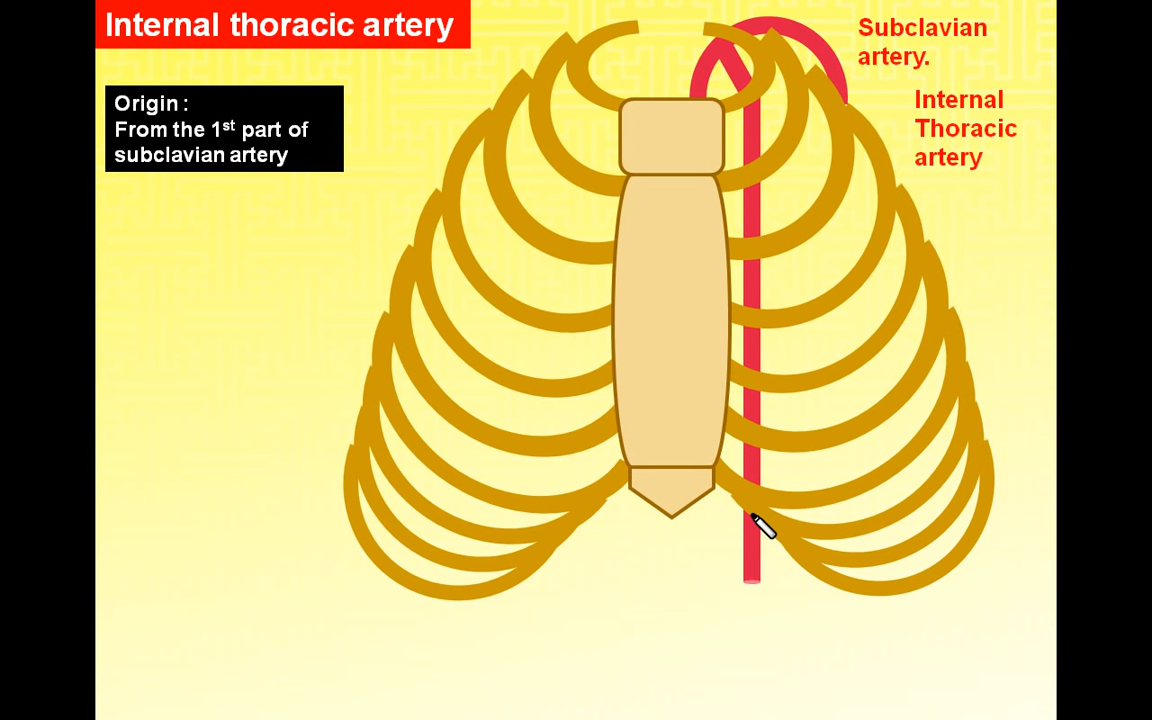 Internal thoracic artery
Origin :
From the 1st part of
subclavian artery
Subclavian
artery.
Internal
Thoracic
artery